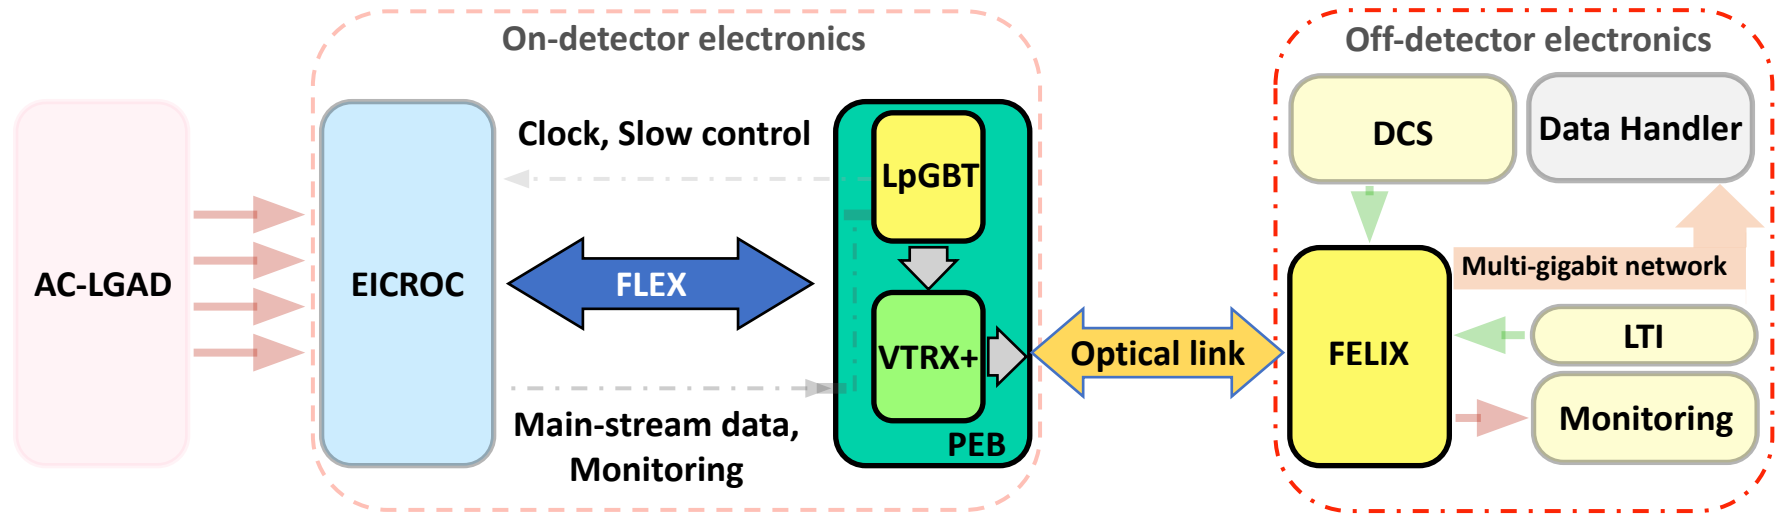 On-detector electronics
Off-detector electronics
AC-LGAD
EICROC
Clock, Slow control
FLEX
Main-stream data,
Monitoring
LpGBT
VTRX+
PEB
Optical link
DCS
Data Handler
Multi-gigabit network
FELIX
LTI
Monitoring